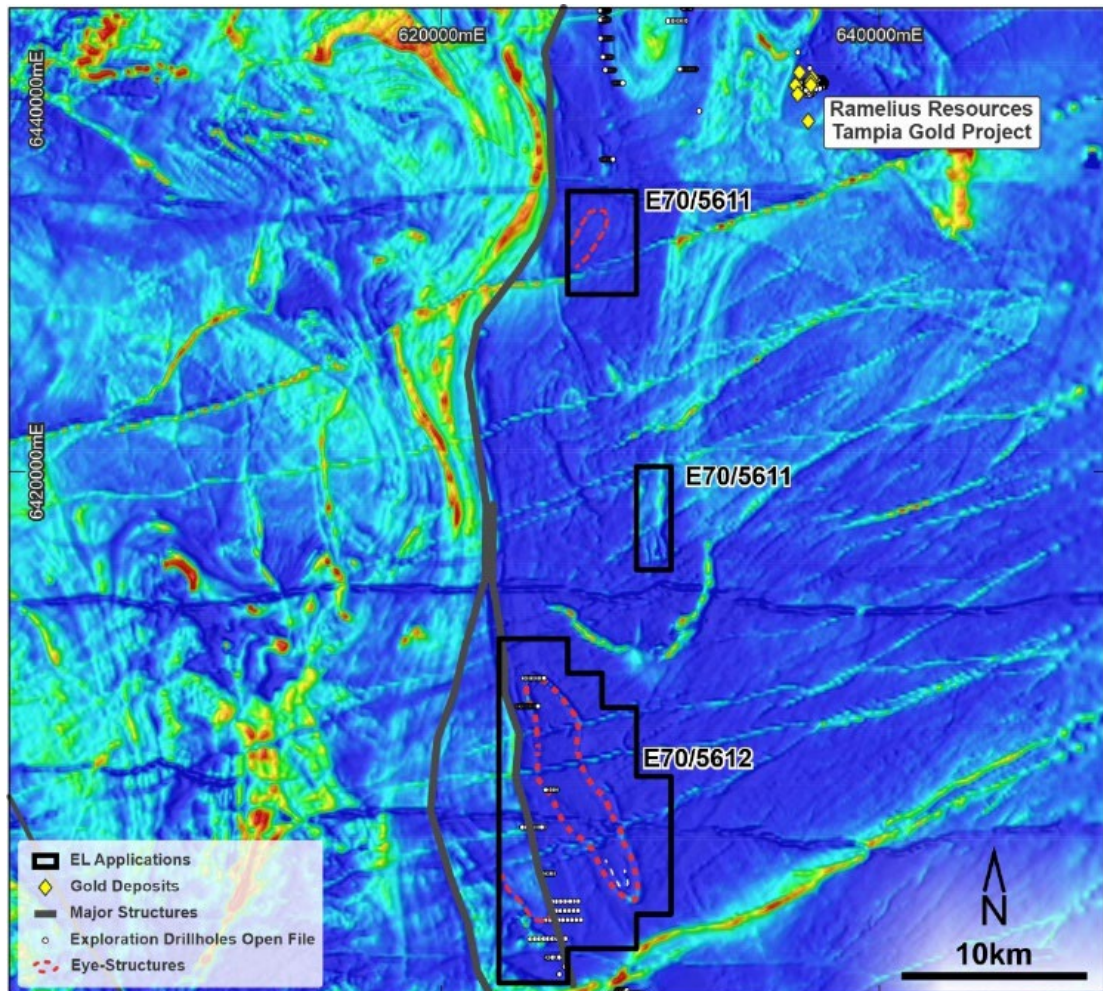 620000mE
640000mE
6440000mE
Ramelius Resources
Tampia Gold Project
E70/5611
6420000mE
E70/5611
E70/5612
EL Applications
Gold Deposits
Major Structures
Exploration Drillholes Open File
Eye-Structures
N
10km